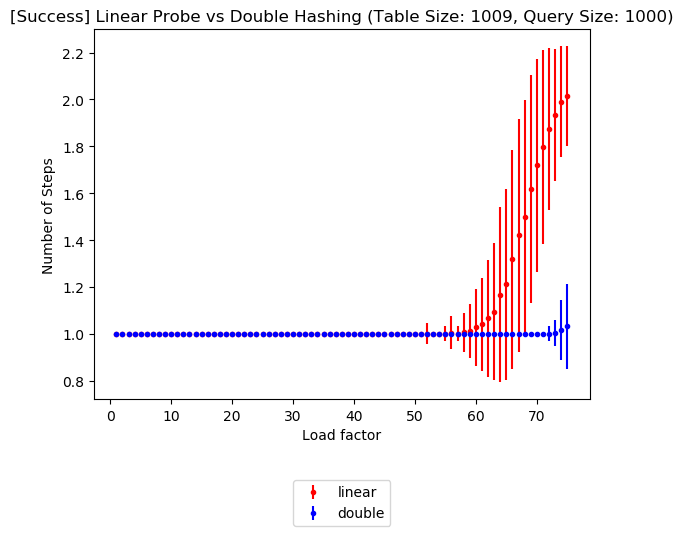 [Success] Linear Probe vs Double Hashing (Table Size: 1009, Query Size: 1000)
2.2
2.0
1.8
1.6
1.4
1.2
1.0
0.8
Number of Steps
0 10 20 30 40 50 60 70
Load factor
linear
double